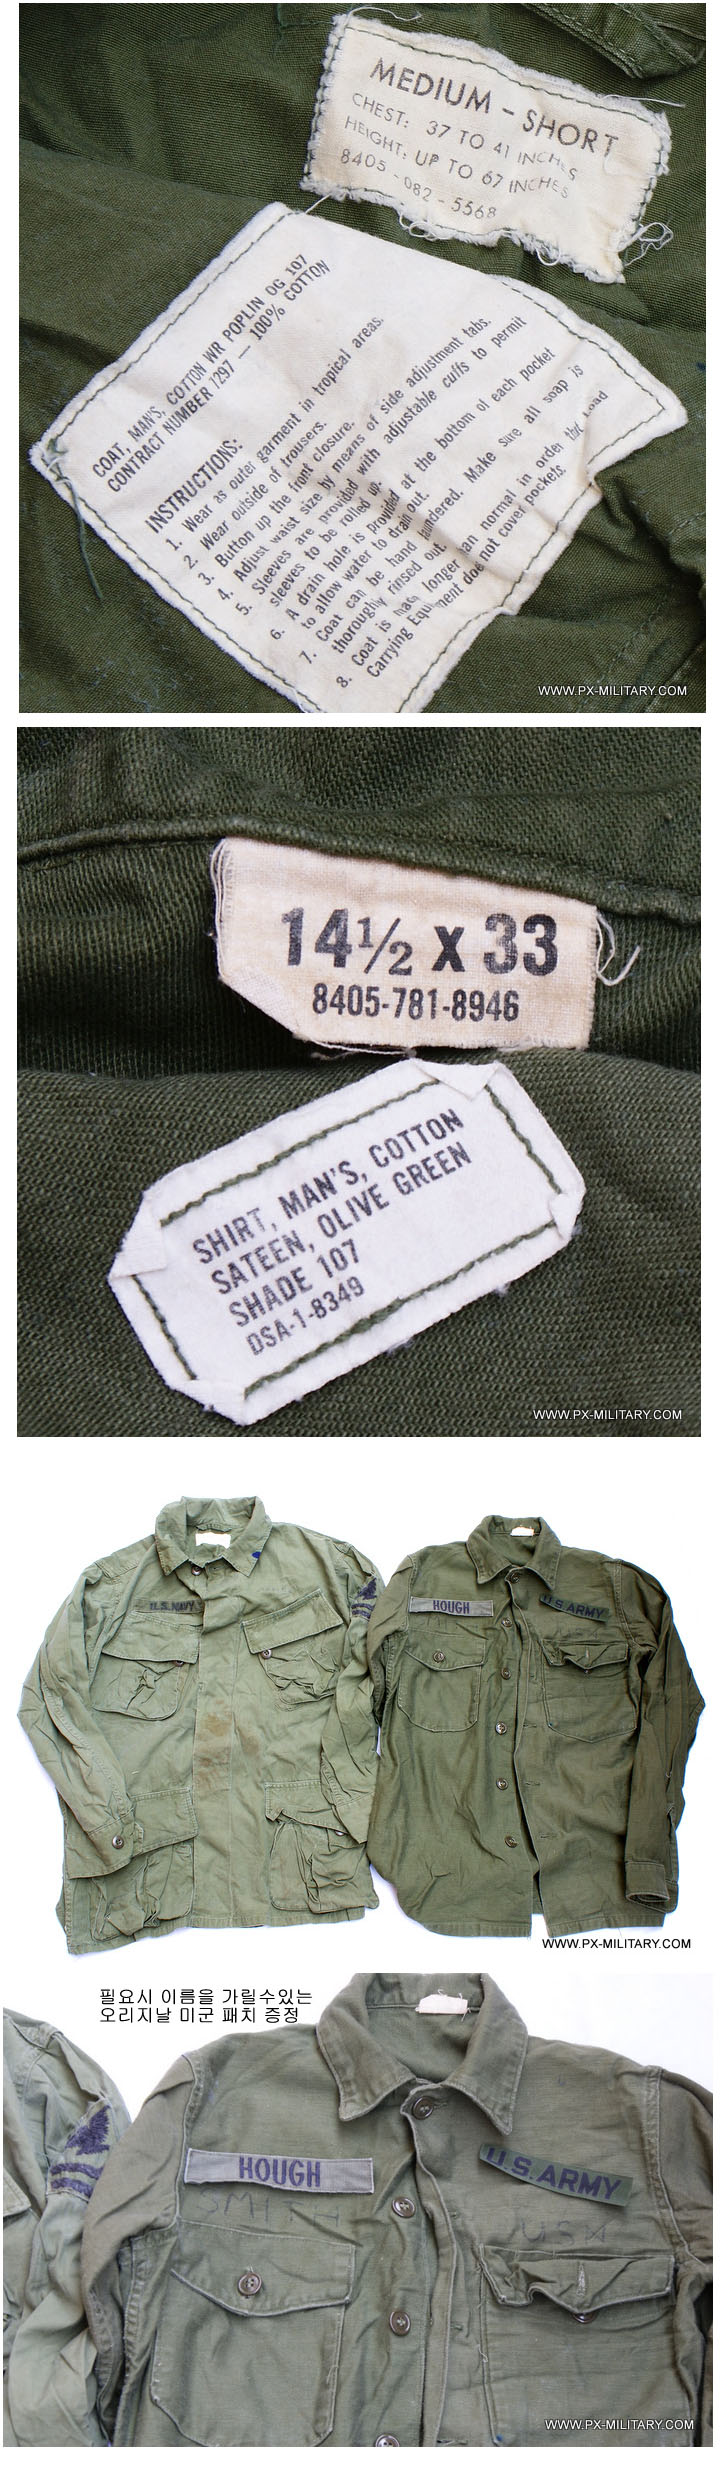 MEDIUM - SHORT
CHEST: 37 TO 41 INCHES
HEIGHT: UP TO 67 INCHES
8405 - 082 - 5568
COAT, MAN'S, COTTON WR POPLIN OG 107
CONTRACT NUMBER 7297 — 100% COTTON
INSTRUCTIONS:
1. Wear as outer garment in tropical areas.
2. Wear outside of trousers.
3. Button up the front closure.
4. Adjust waist size by means of side adjustment tabs.
5. Sleeves are provided with adjustable cuffs to permit
sleeves to be rolled up.
6. A drain hole is provided at the bottom of each pocket
to allow water to drain out.
7. Coat can be hand laundered. Make sure all soap is
thoroughly rinsed out.
8. Coat is made longer than normal in order that Load
Carrying Equipment does not cover pockets.
WWW.PX-MILITARY.COM
14½ x 33
8405-781-8946
SHIRT, MAN'S, COTTON
SATEEN, OLIVE GREEN
SHADE 107
DSA-1-8349
WWW.PX-MILITARY.COM
U.S. NAVY
HOUGH
U.S. ARMY
WWW.PX-MILITARY.COM
필요시 이름을 가릴수있는
오리지날 미군 패치 증정
HOUGH
U.S. ARMY
SMITH
USN
WWW.PX-MILITARY.COM